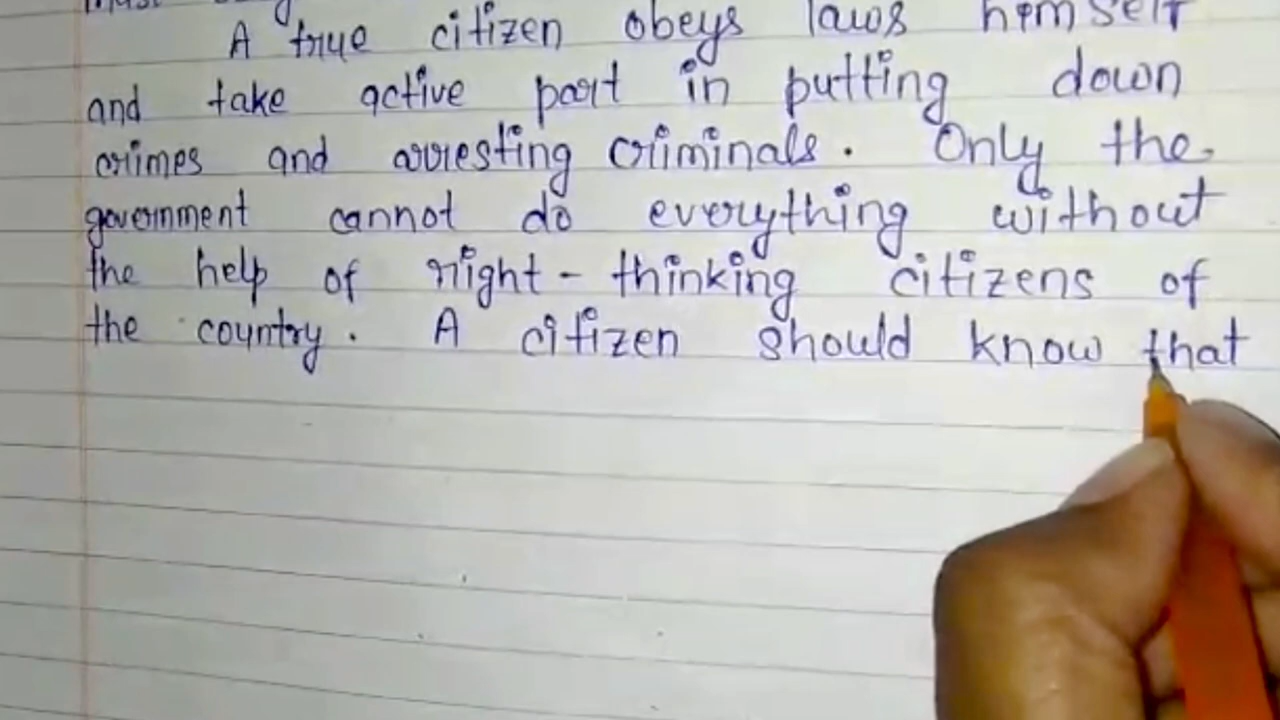 A true citizen obeys laws himself
and take active part in putting down
crimes and arresting criminals. Only the
government cannot do everything without
the help of right - thinking citizens of
the country. A citizen should know that